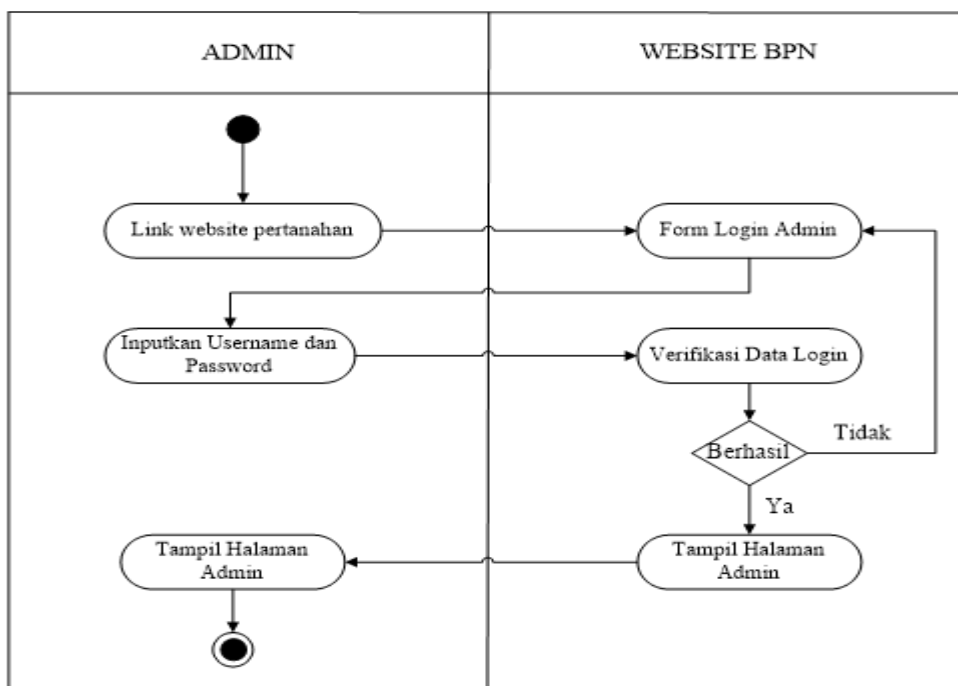 ADMIN
WEBSITE BPN
Link website pertanahan
Form Login Admin
Inputkan Username dan
Password
Verifikasi Data Login
Berhasil
Tidak
Ya
Tampil Halaman
Admin
Tampil Halaman
Admin